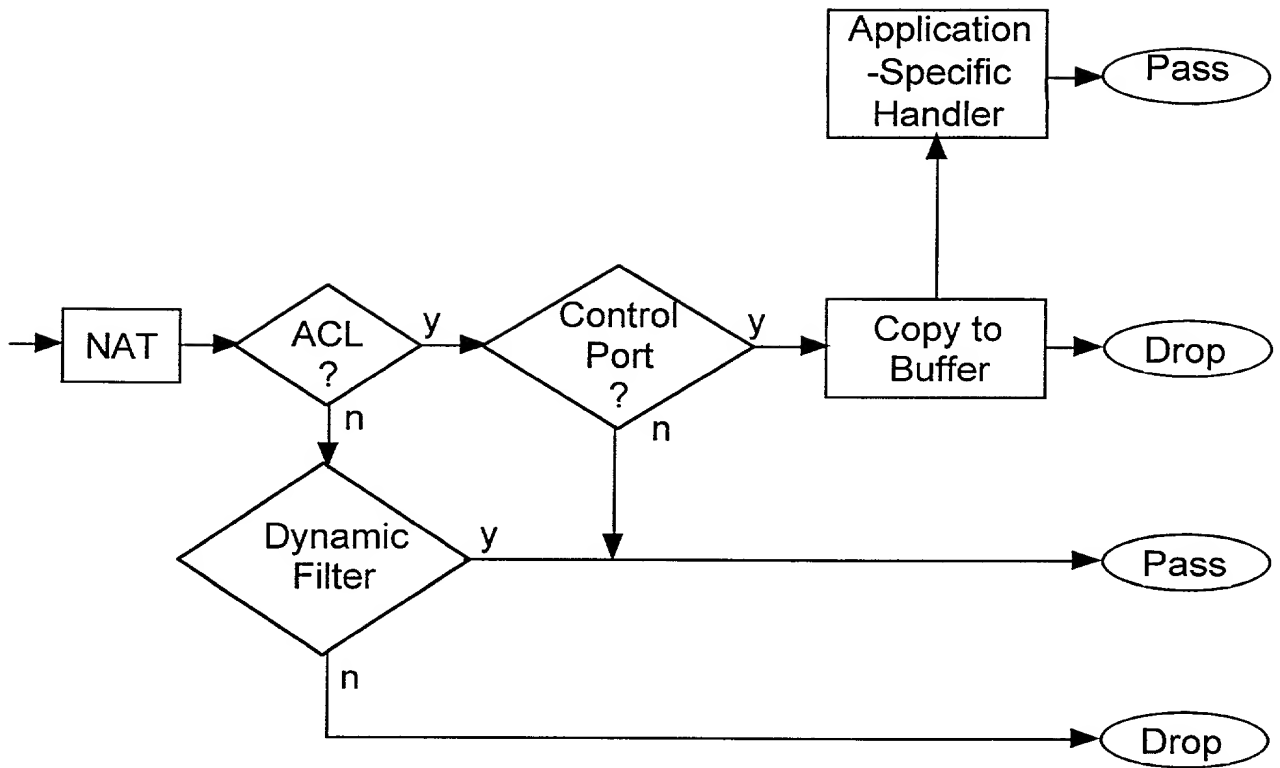 Application
-Specific
Handler
Pass
NAT
ACL
?
y
Control
Port
?
y
Copy to
Buffer
Drop
n
n
Dynamic
Filter
y
Pass
n
Drop